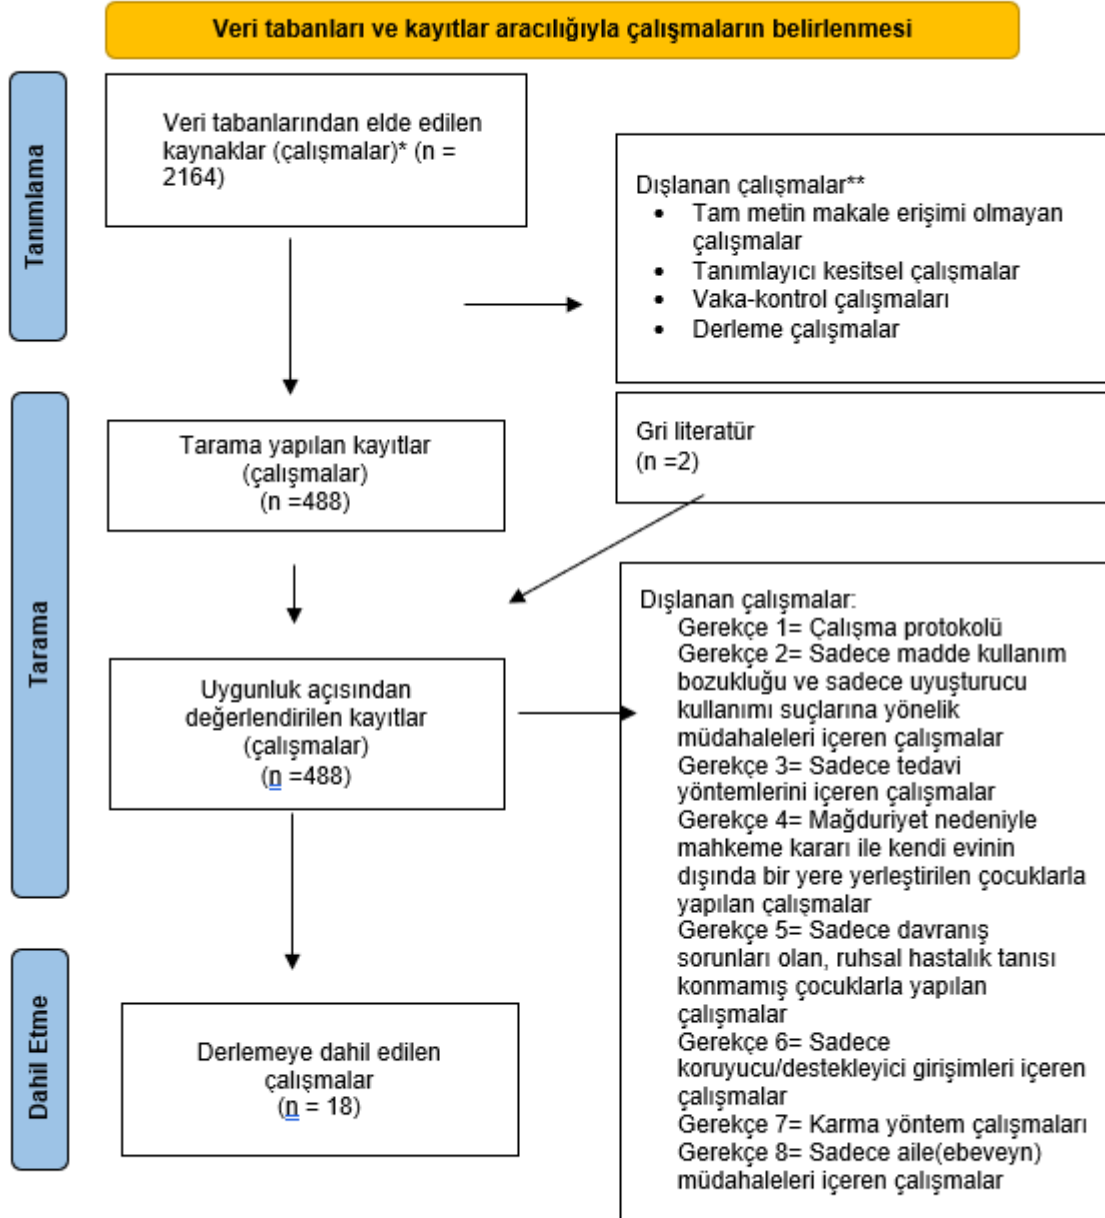 Veri tabanları ve kayıtlar aracılığıyla çalışmaların belirlenmesi
Tanımlama
Veri tabanlarından elde edilen
kaynaklar (çalışmalar)* (n =
2164)
Dışlanan çalışmalar**
• Tam metin makale erişimi olmayan
çalışmalar
• Tanımlayıcı kesitsel çalışmalar
• Vaka-kontrol çalışmaları
• Derleme çalışmalar
Tarama
Tarama yapılan kayıtlar
(çalışmalar)
(n =488)
Gri literatür
(n =2)
Uygunluk açısından
değerlendirilen kayıtlar
(çalışmalar)
(n =488)
Dışlanan çalışmalar:
Gerekçe 1= Çalışma protokolü
Gerekçe 2= Sadece madde kullanım
bozukluğu ve sadece uyuşturucu
kullanımı suçlarına yönelik
müdahaleleri içeren çalışmalar
Gerekçe 3= Sadece tedavi
yöntemlerini içeren çalışmalar
Gerekçe 4= Mağduriyet nedeniyle
mahkeme kararı ile kendi evinin
dışında bir yere yerleştirilen çocuklarla
yapılan çalışmalar
Gerekçe 5= Sadece davranış
sorunları olan, ruhsal hastalık tanısı
konmamış çocuklarla yapılan
çalışmalar
Gerekçe 6= Sadece
koruyucu/destekleyici girişimleri içeren
çalışmalar
Gerekçe 7= Karma yöntem çalışmaları
Gerekçe 8= Sadece aile(ebeveyn)
müdahaleleri içeren çalışmalar
Dahil Etme
Derlemeye dahil edilen
çalışmalar
(n = 18)